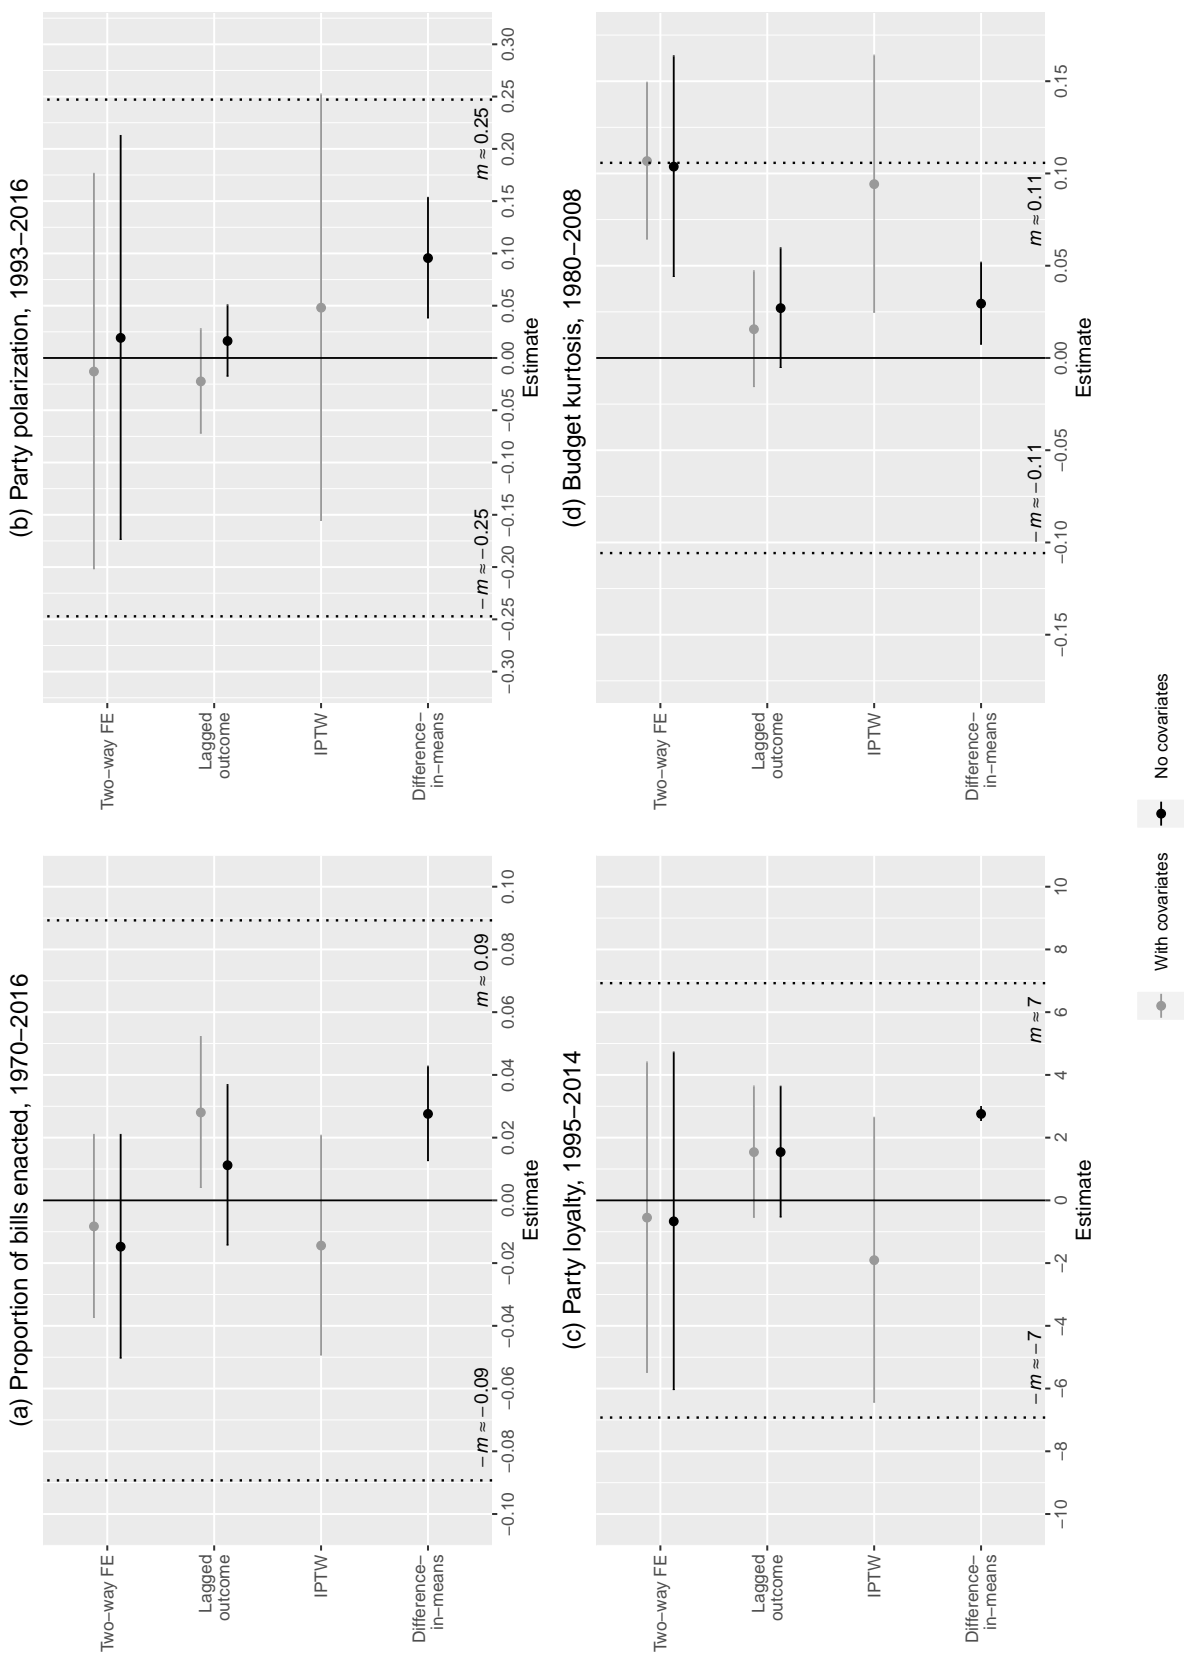 (a) Proportion of bills enacted, 1970−2016
Two−way FE
Lagged
outcome
IPTW
Difference−
in−means
−m ≈ −0.09
m ≈ 0.09
−0.10 −0.08 −0.06 −0.04 −0.02 0.00 0.02 0.04 0.06 0.08 0.10
Estimate
(b) Party polarization, 1993−2016
Two−way FE
Lagged
outcome
IPTW
Difference−
in−means
−m ≈ −0.25
m ≈ 0.25
−0.30 −0.25 −0.20 −0.15 −0.10 −0.05 0.00 0.05 0.10 0.15 0.20 0.25 0.30
Estimate
(c) Party loyalty, 1995−2014
Two−way FE
Lagged
outcome
IPTW
Difference−
in−means
−m ≈ −7
m ≈ 7
−10 −8 −6 −4 −2 0 2 4 6 8 10
Estimate
(d) Budget kurtosis, 1980−2008
Two−way FE
Lagged
outcome
IPTW
Difference−
in−means
−m ≈ −0.11
m ≈ 0.11
−0.15 −0.10 −0.05 0.00 0.05 0.10 0.15
Estimate
With covariates No covariates